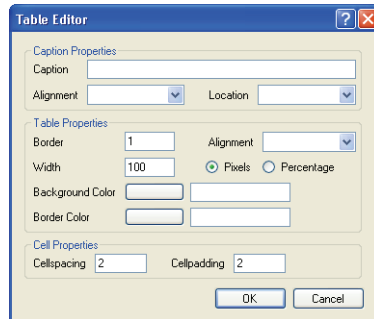 Table Editor
Caption Properties
Caption
Alignment Location
Table Properties
Border 1 Alignment
Width 100 Pixels Percentage
Background Color
Border Color
Cell Properties
Cellspacing 2 Cellpadding 2
OK Cancel